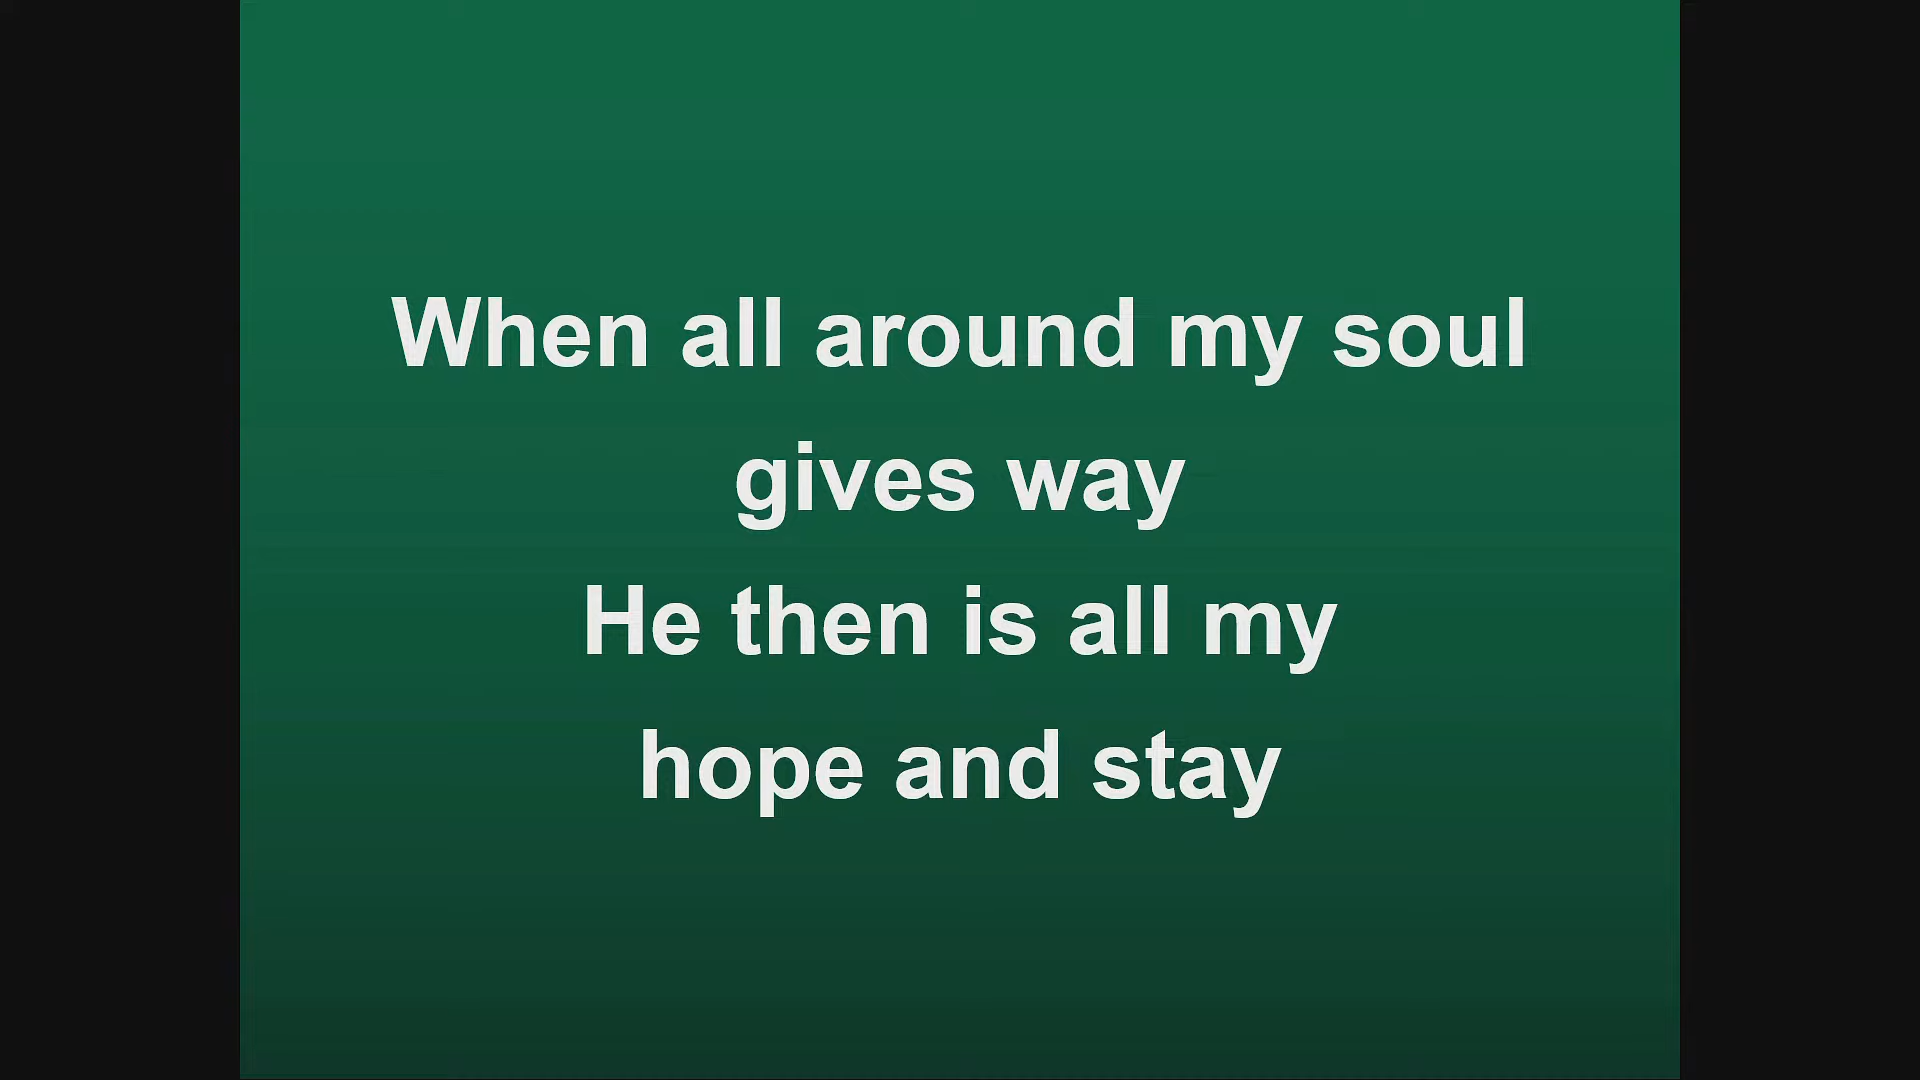 When all around my soul
gives way
He then is all my
hope and stay